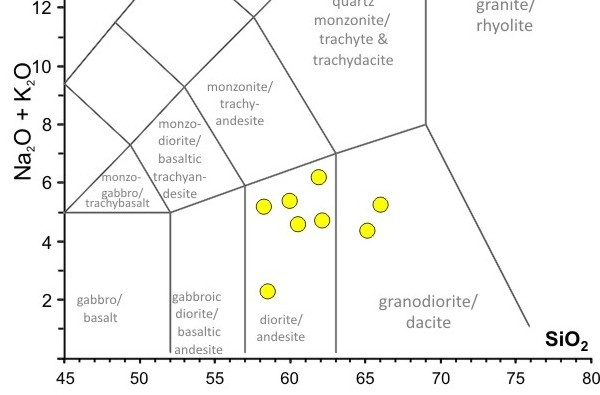 12
quartz
monzonite/
trachyte &
trachydacite
granite/
rhyolite
10
monzonite/
trachy-
andesite
8
monzo-
diorite/
basaltic
trachyan-
desite
Na₂O + K₂O
6
monzo-
gabbro/
trachybasalt
4
2
gabbro/
basalt
gabbroic
diorite/
basaltic
andesite
diorite/
andesite
granodiorite/
dacite
SiO₂
45
50
55
60
65
70
75
80